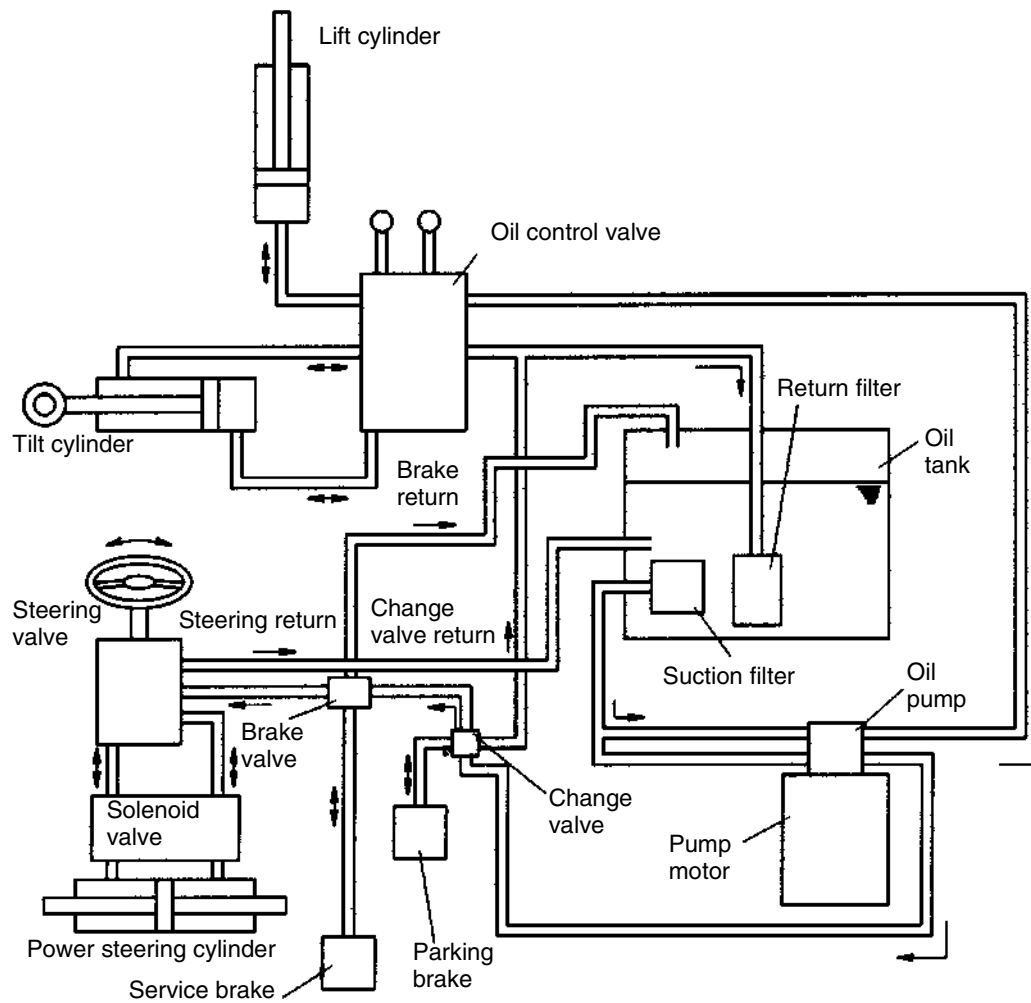 Lift cylinder
Oil control valve
Return filter
Tilt cylinder
Oil
tank
Brake
return
Steering
valve
Steering return
Change
valve return
Suction filter
Oil
pump
Brake
valve
Solenoid
valve
Change
valve
Pump
motor
Power steering cylinder
Parking
brake
Service brake